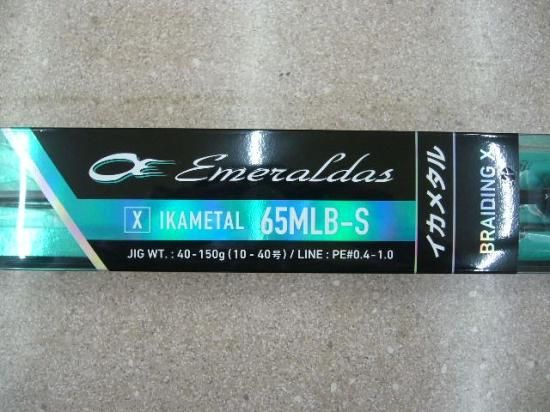 Emeraldas
X IKAMETAL 65MLB-S
JIG WT. : 40-150g (10-40号) / LINE : PE#0.4-1.0
イカメタル
BRAIDING X